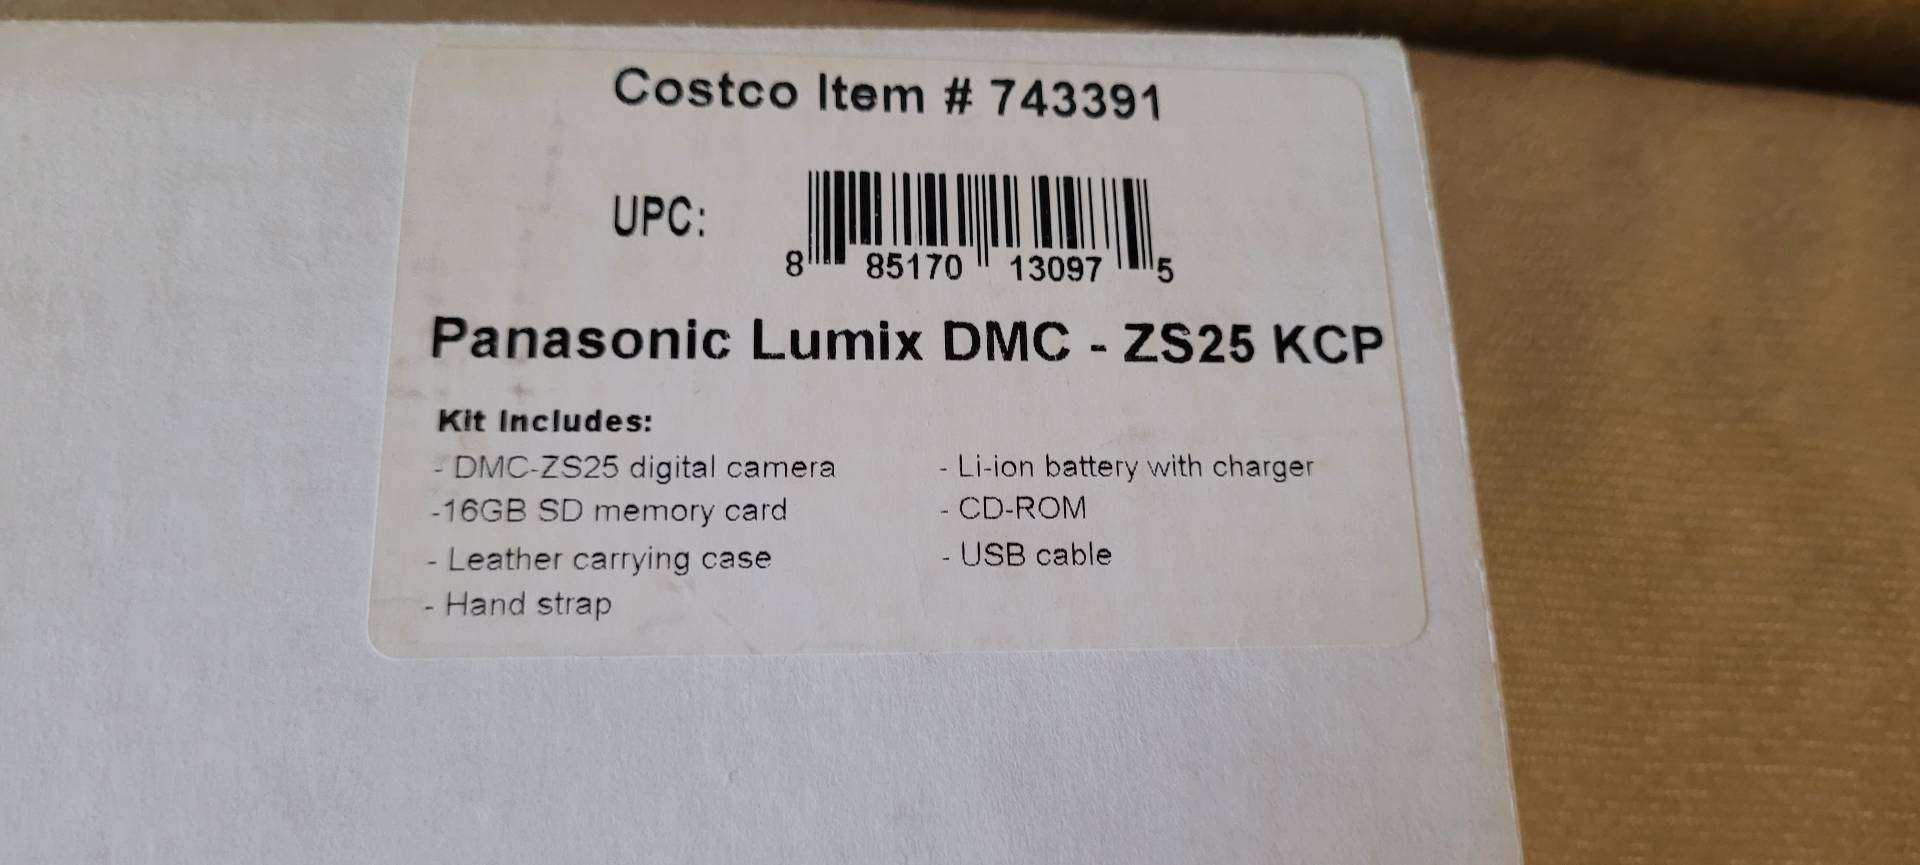 Costco Item # 743391
UPC:
8 85170 13097 5
Panasonic Lumix DMC - ZS25 KCP
Kit Includes:
- DMC-ZS25 digital camera
- Li-ion battery with charger
-16GB SD memory card
- CD-ROM
- Leather carrying case
- USB cable
- Hand strap